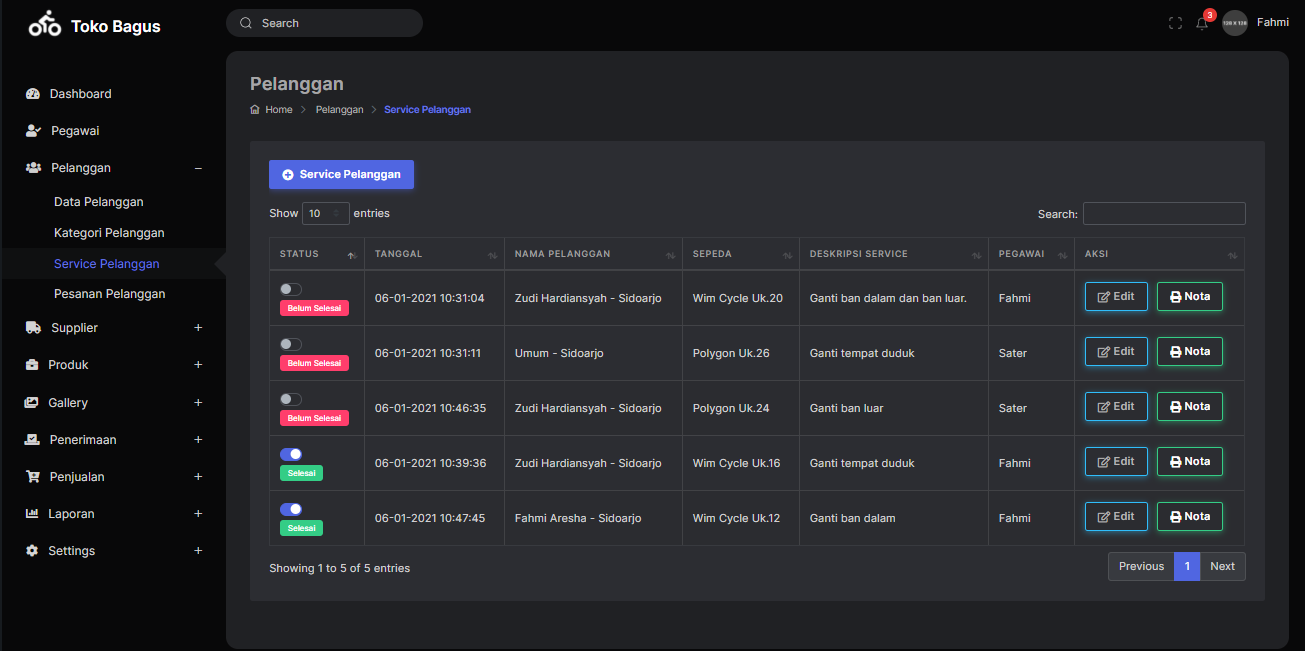 Toko Bagus
Search
3
128 X 128
Fahmi
Dashboard
Pegawai
Pelanggan
Data Pelanggan
Kategori Pelanggan
Service Pelanggan
Pesanan Pelanggan
Supplier +
Produk +
Gallery +
Penerimaan +
Penjualan +
Laporan +
Settings +
Pelanggan
Home > Pelanggan > Service Pelanggan
Service Pelanggan
Show 10 entries
Search:
STATUS TANGGAL NAMA PELANGGAN SEPEDA DESKRIPSI SERVICE PEGAWAI AKSI
Belum Selesai 06-01-2021 10:31:04 Zudi Hardiansyah - Sidoarjo Wim Cycle Uk.20 Ganti ban dalam dan ban luar. Fahmi Edit Nota
Belum Selesai 06-01-2021 10:31:11 Umum - Sidoarjo Polygon Uk.26 Ganti tempat duduk Sater Edit Nota
Belum Selesai 06-01-2021 10:46:35 Zudi Hardiansyah - Sidoarjo Polygon Uk.24 Ganti ban luar Sater Edit Nota
Selesai 06-01-2021 10:39:36 Zudi Hardiansyah - Sidoarjo Wim Cycle Uk.16 Ganti tempat duduk Fahmi Edit Nota
Selesai 06-01-2021 10:47:45 Fahmi Aresha - Sidoarjo Wim Cycle Uk.12 Ganti ban dalam Fahmi Edit Nota
Showing 1 to 5 of 5 entries
Previous 1 Next